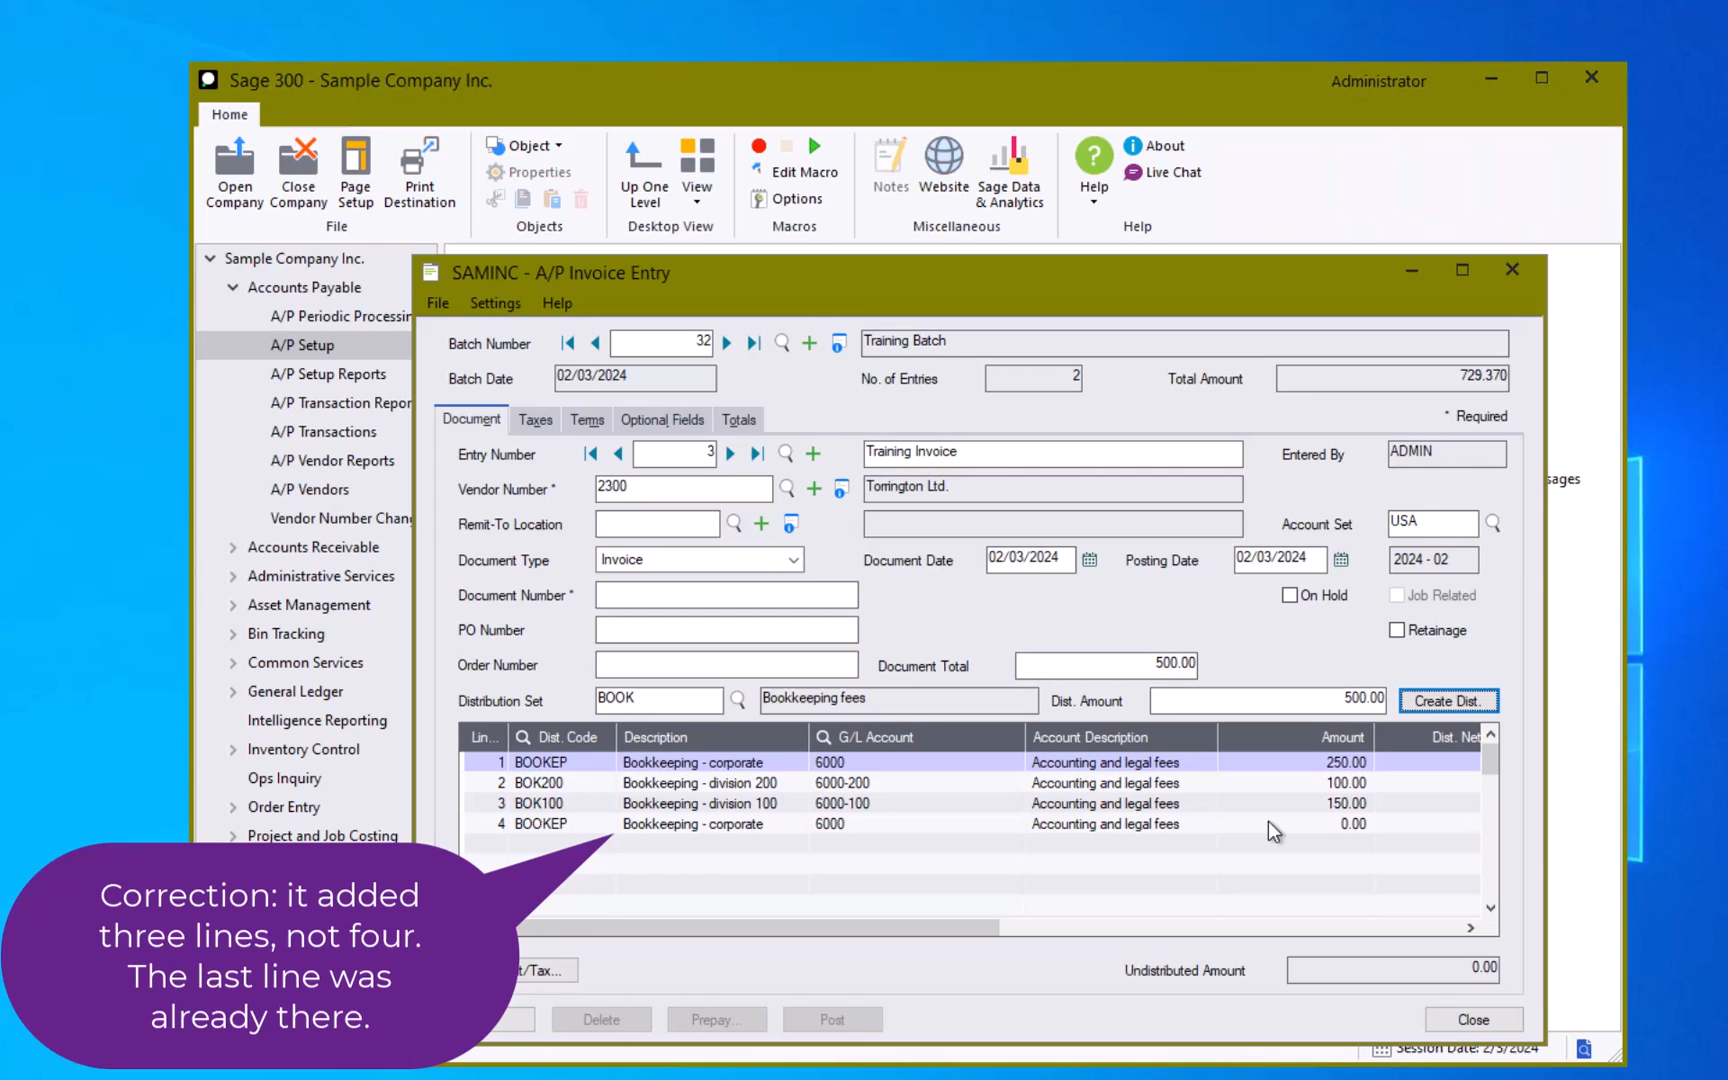 Sage 300 - Sample Company Inc.
Administrator
Home
Open Company
Close Company
Page Setup
Print Destination
File
Object
Properties
Objects
Up One Level
View
Desktop View
Edit Macro
Options
Macros
Notes
Website
Sage Data & Analytics
Miscellaneous
Help
About
Live Chat
Help
Sample Company Inc.
Accounts Payable
A/P Periodic Processin
A/P Setup
A/P Setup Reports
A/P Transaction Repor
A/P Transactions
A/P Vendor Reports
A/P Vendors
Vendor Number Chang
Accounts Receivable
Administrative Services
Asset Management
Bin Tracking
Common Services
General Ledger
Intelligence Reporting
Inventory Control
Ops Inquiry
Order Entry
Project and Job Costing
sages
SAMINC - A/P Invoice Entry
File Settings Help
Batch Number 32 Training Batch
Batch Date 02/03/2024 No. of Entries 2 Total Amount 729.370
Document Taxes Terms Optional Fields Totals * Required
Entry Number 3 Training Invoice Entered By ADMIN
Vendor Number * 2300 Torrington Ltd.
Remit-To Location Account Set USA
Document Type Invoice Document Date 02/03/2024 Posting Date 02/03/2024 2024 - 02
Document Number * On Hold Job Related
PO Number Retainage
Order Number Document Total 500.00
Distribution Set BOOK Bookkeeping fees Dist. Amount 500.00 Create Dist.
Lin... Dist. Code Description G/L Account Account Description Amount Dist. Net
1 BOOKEP Bookkeeping - corporate 6000 Accounting and legal fees 250.00
2 BOK200 Bookkeeping - division 200 6000-200 Accounting and legal fees 100.00
3 BOK100 Bookkeeping - division 100 6000-100 Accounting and legal fees 150.00
4 BOOKEP Bookkeeping - corporate 6000 Accounting and legal fees 0.00
t/Tax... Undistributed Amount 0.00
Delete Prepay... Post Close
Session Date: 2/3/2024
Correction: it added
three lines, not four.
The last line was
already there.